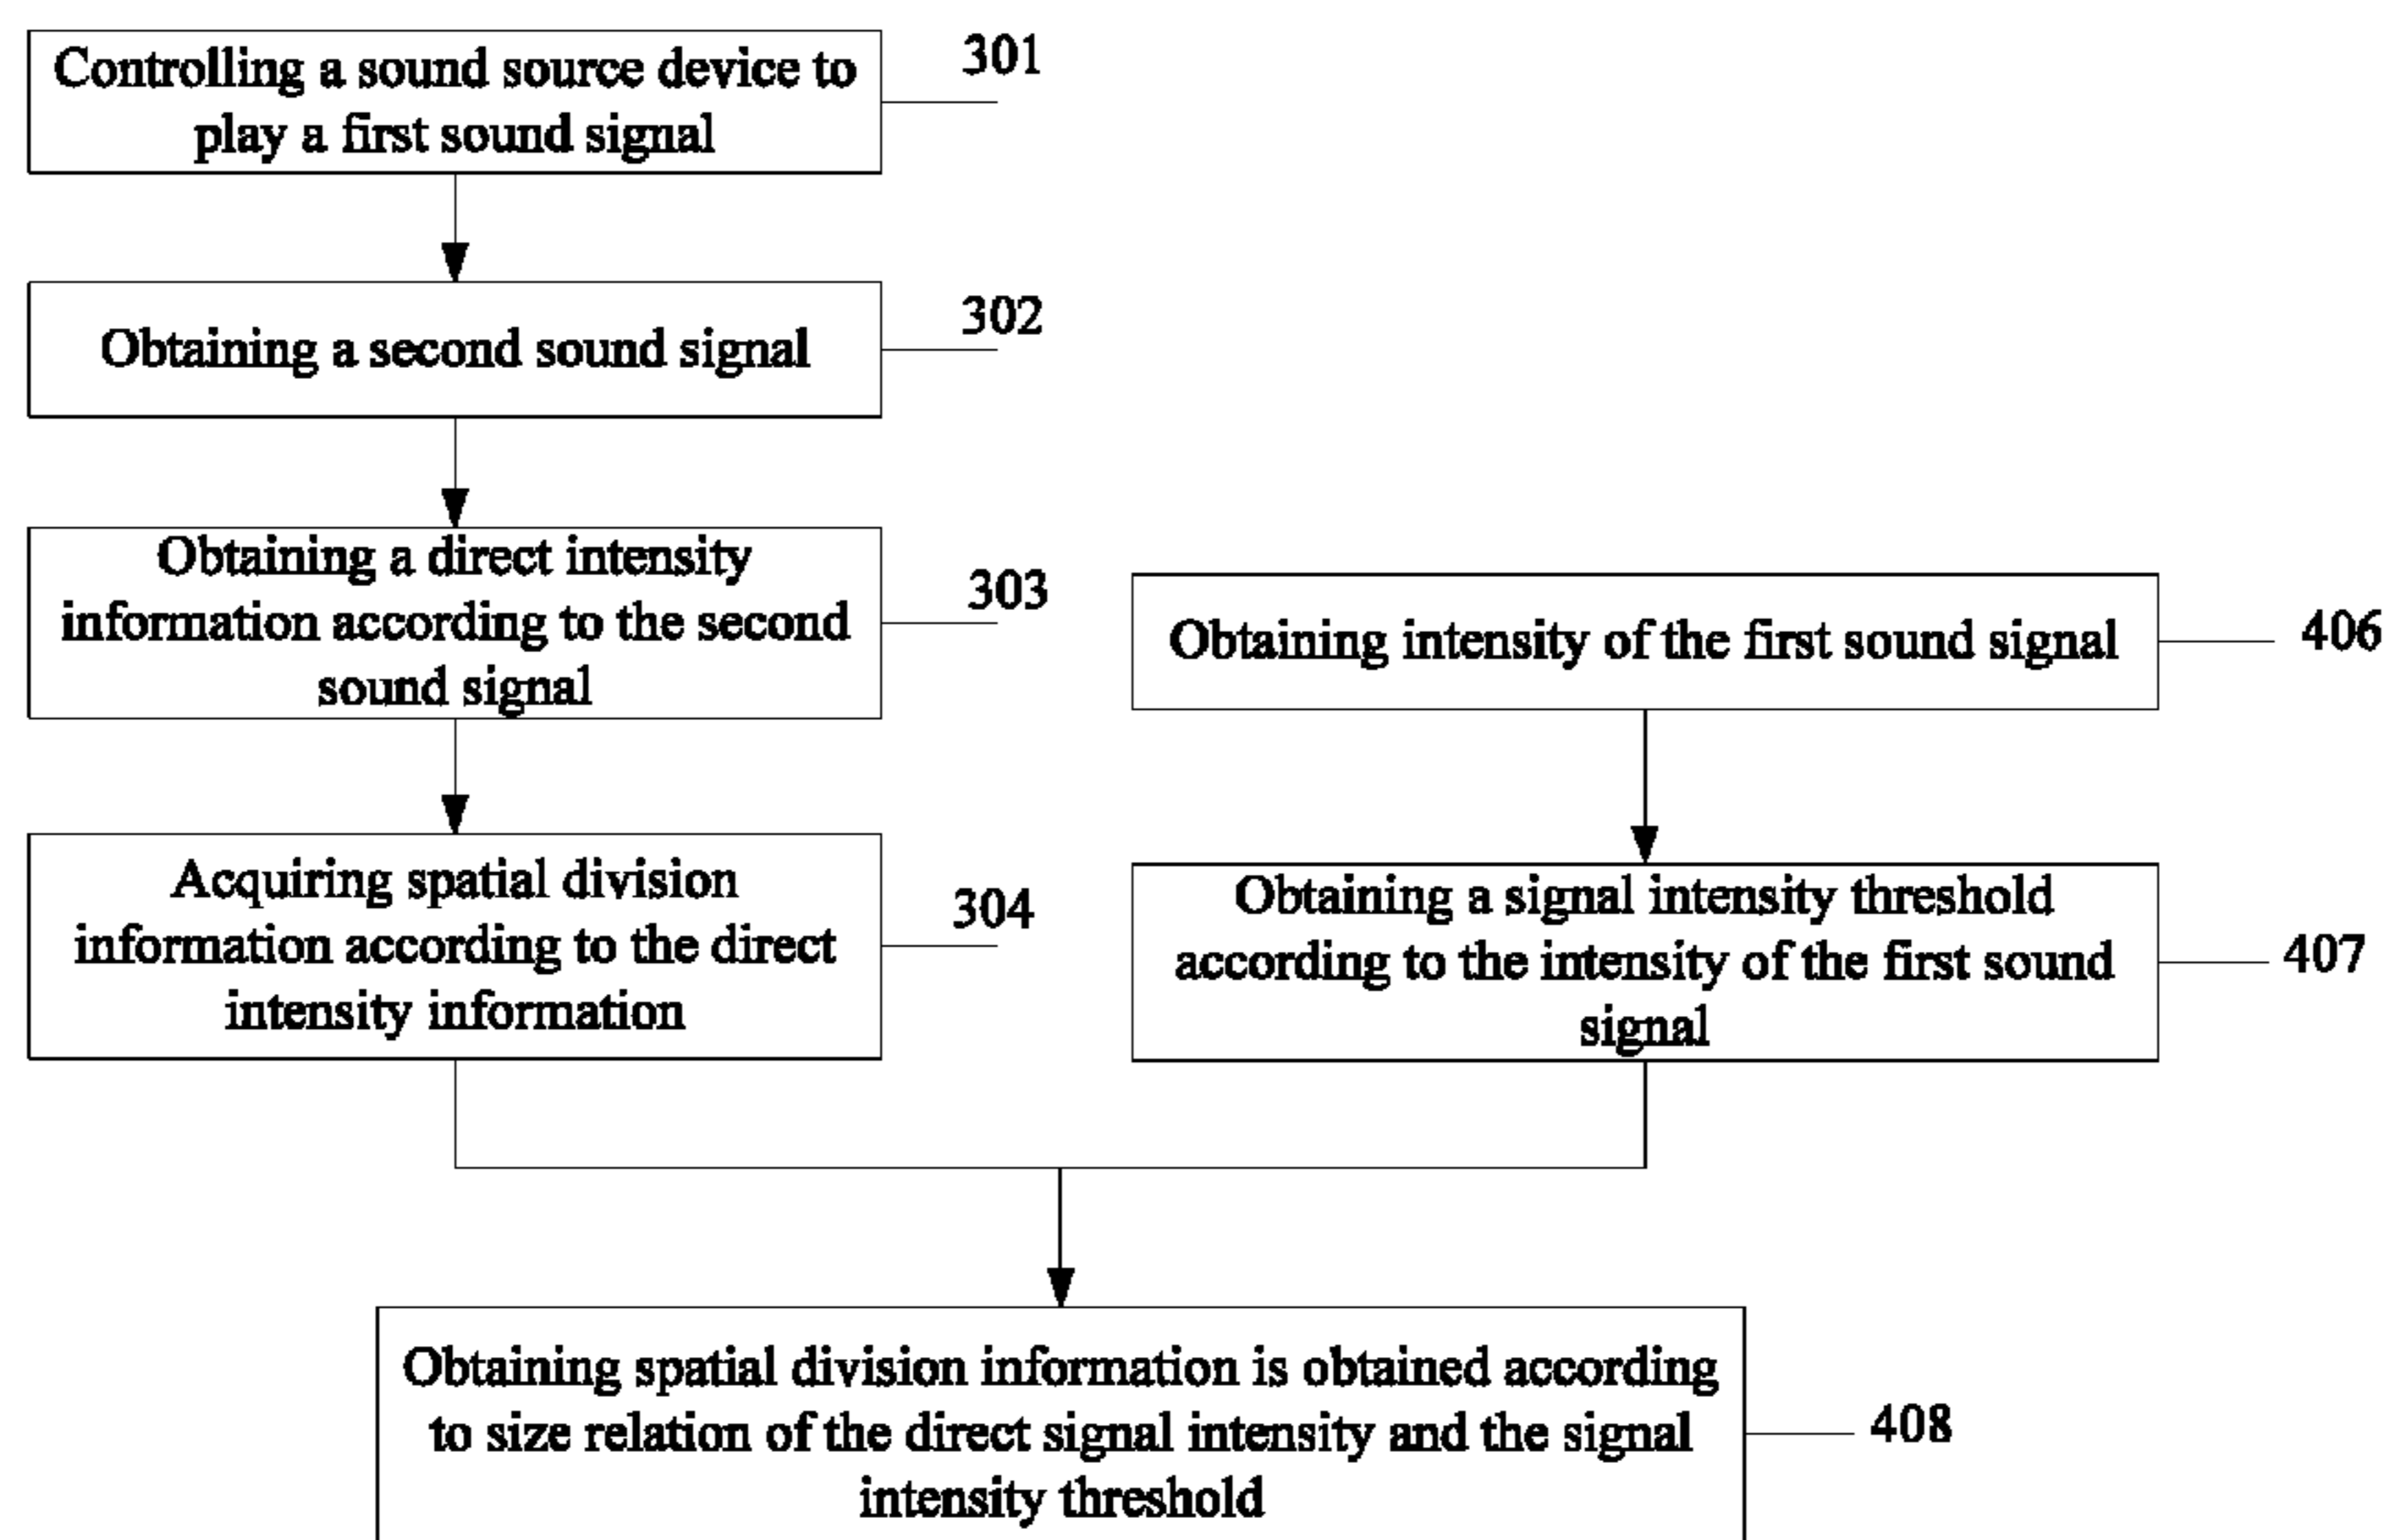 Controlling a sound source device to
play a first sound signal
301
Obtaining a second sound signal
302
Obtaining a direct intensity
information according to the second
sound signal
303
Acquiring spatial division
information according to the direct
intensity information
304
Obtaining intensity of the first sound signal
406
Obtaining a signal intensity threshold
according to the intensity of the first sound
signal
407
Obtaining spatial division information is obtained according
to size relation of the direct signal intensity and the signal
intensity threshold
408